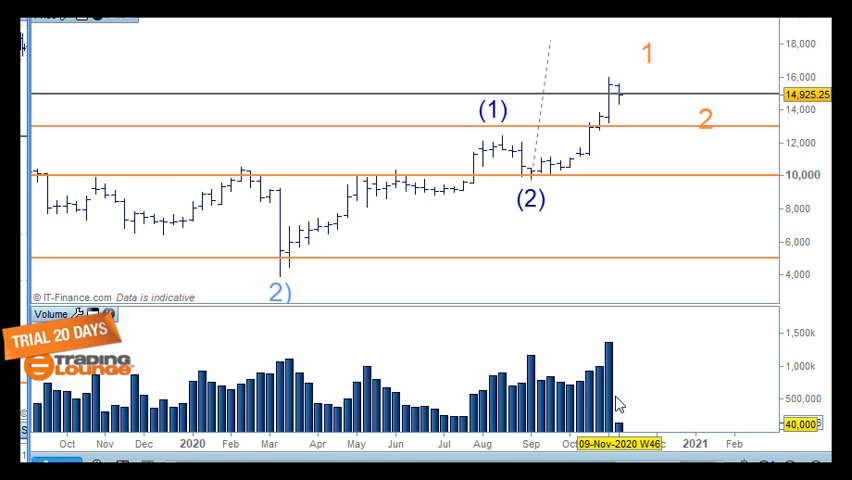 18,000
1
16,000
14,925.25
(1)
14,000
2
12,000
10,000
(2)
8,000
6,000
4,000
© IT-Finance.com Data is indicative
2)
Volume
TRIAL 20 DAYS
TRADING
LOUNGE
1,500k
1,000k
500,000
40,000
Oct Nov Dec 2020 Feb Mar Apr May Jun Jul Aug Sep Oct 09-Nov-2020 W46 2021 Feb